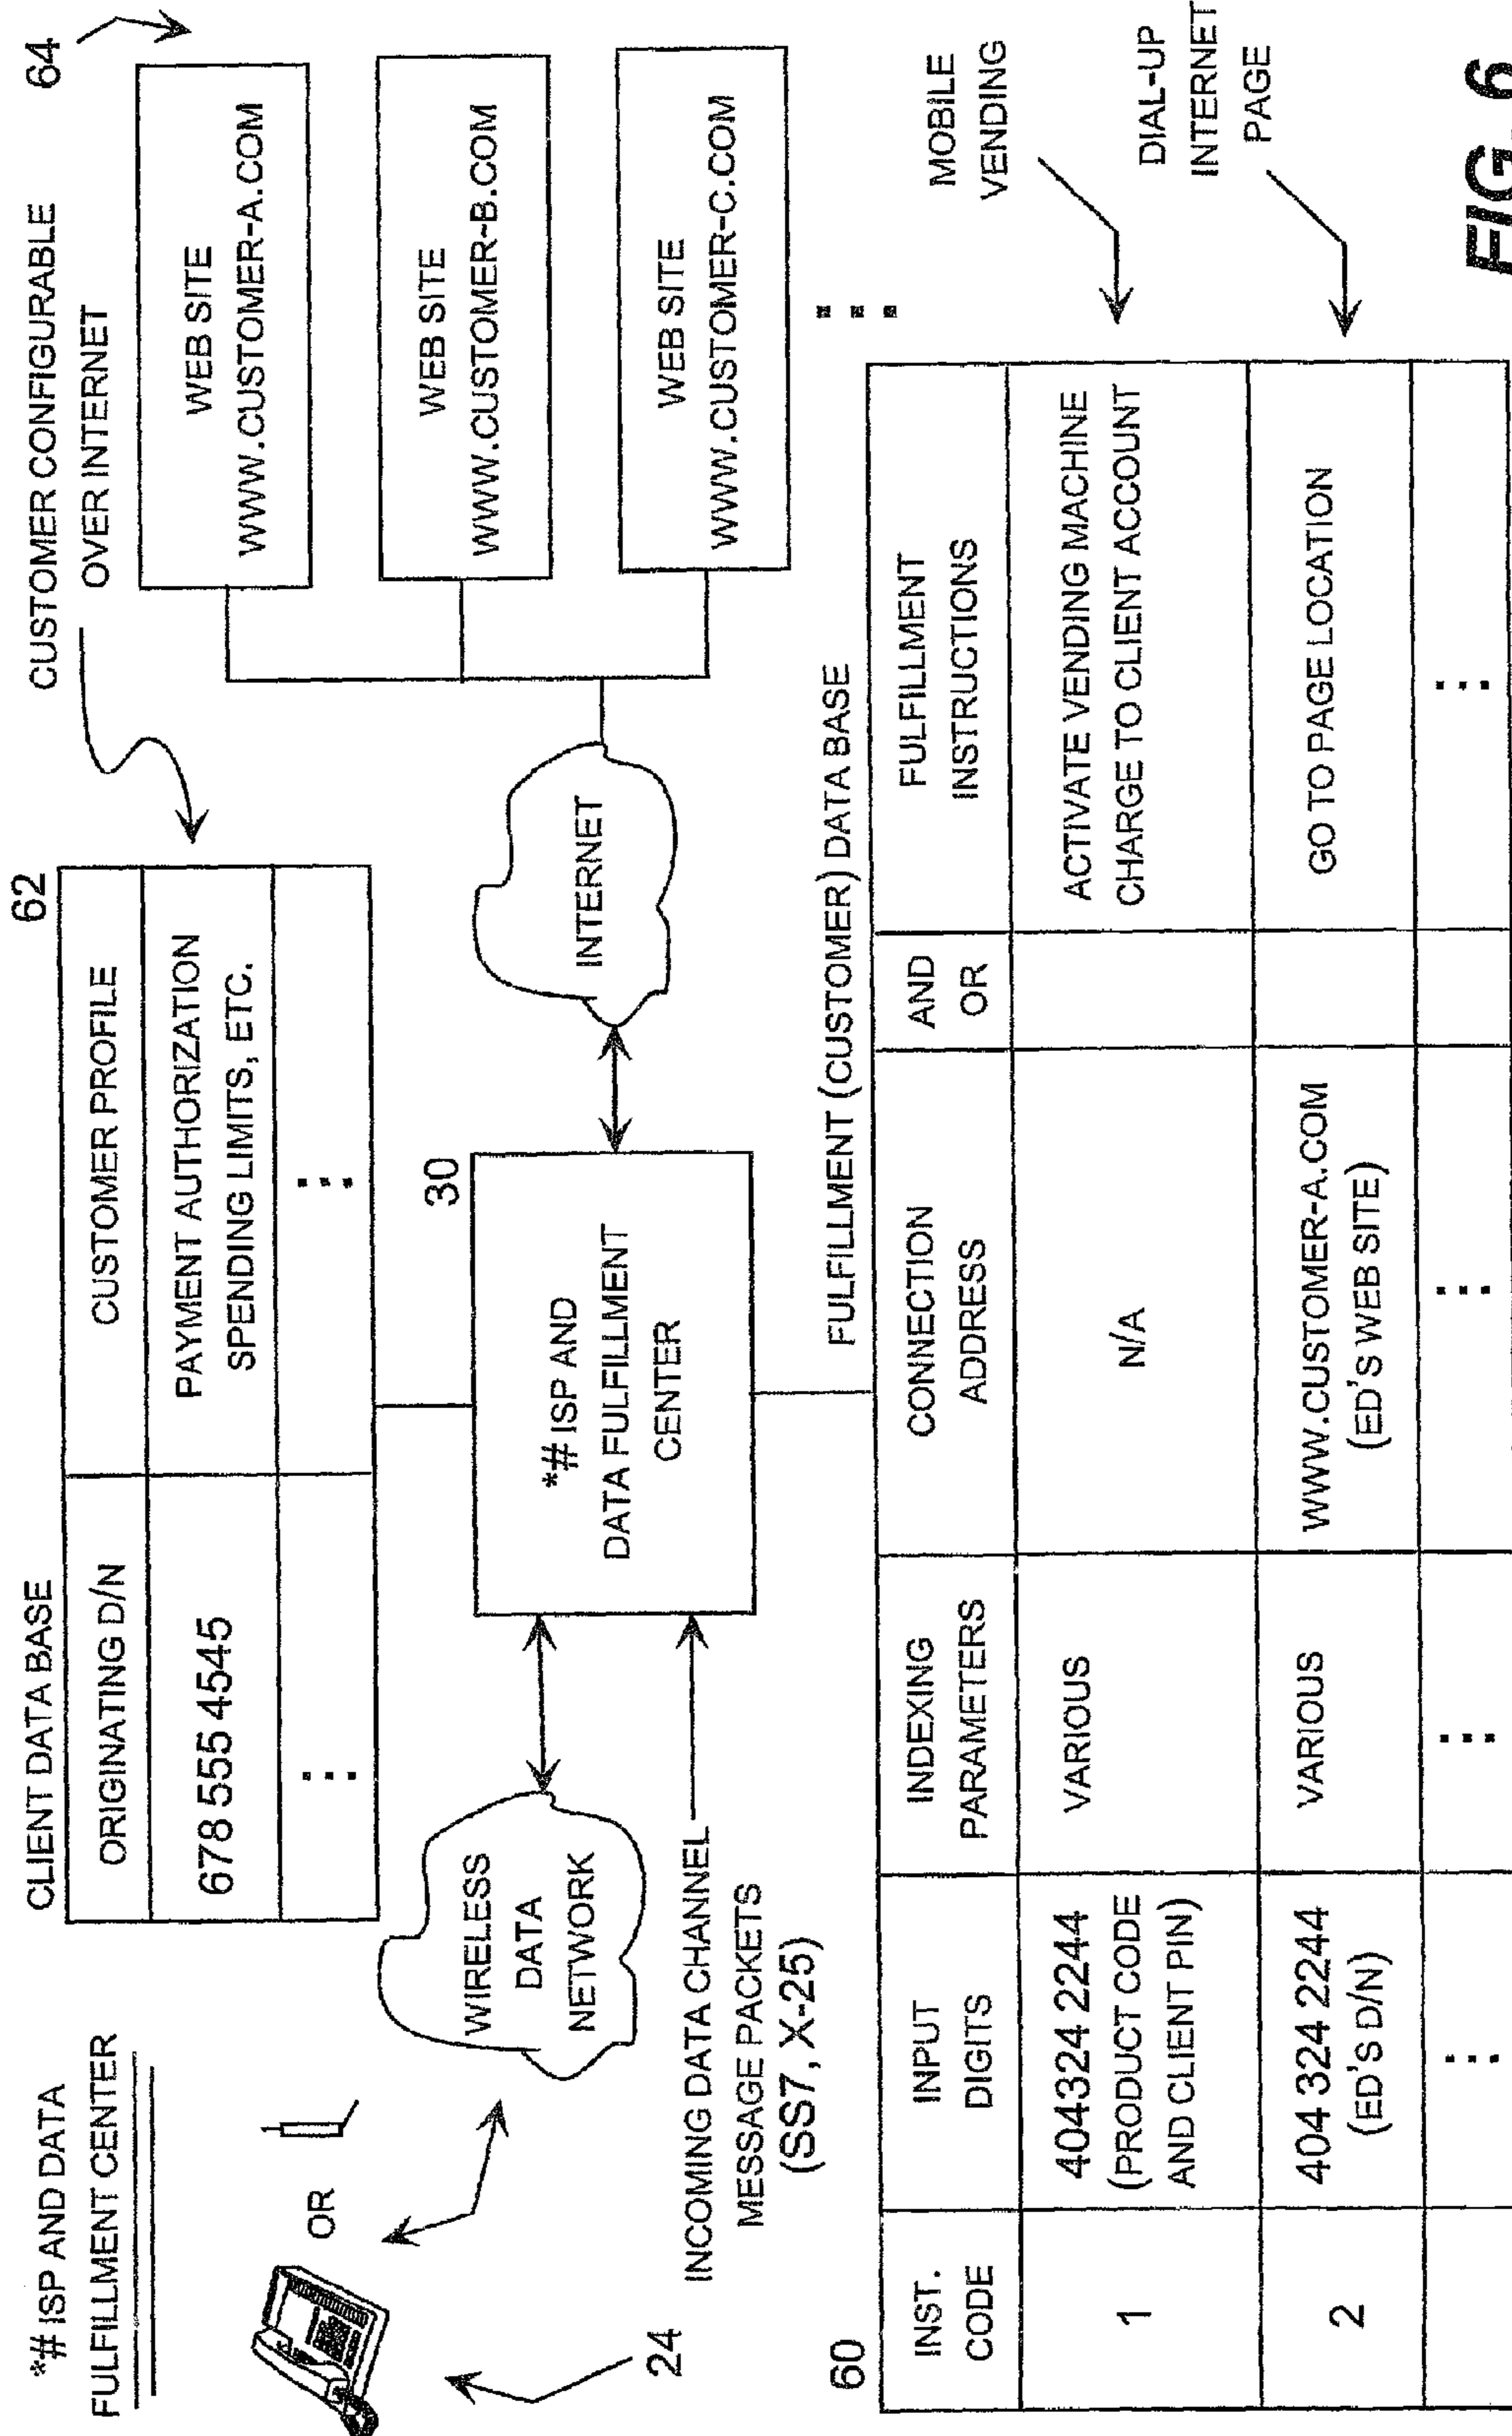 *# ISP AND DATA
FULFILLMENT CENTER
OR
24
WIRELESS
DATA
NETWORK
INCOMING DATA CHANNEL
MESSAGE PACKETS
(SS7, X-25)
CLIENT DATA BASE
62
ORIGINATING D/N
CUSTOMER PROFILE
678 555 4545
PAYMENT AUTHORIZATION
SPENDING LIMITS, ETC.
...
...
30
*# ISP AND
DATA FULFILLMENT
CENTER
INTERNET
CUSTOMER CONFIGURABLE
OVER INTERNET
64
WEB SITE
WWW.CUSTOMER-A.COM
WEB SITE
WWW.CUSTOMER-B.COM
WEB SITE
WWW.CUSTOMER-C.COM
...
60
FULFILLMENT (CUSTOMER) DATA BASE
INST.
CODE
INPUT
DIGITS
INDEXING
PARAMETERS
CONNECTION
ADDRESS
AND
OR
FULFILLMENT
INSTRUCTIONS
1
404324 2244
(PRODUCT CODE
AND CLIENT PIN)
VARIOUS
N/A
ACTIVATE VENDING MACHINE
CHARGE TO CLIENT ACCOUNT
MOBILE
VENDING
2
404 324 2244
(ED'S D/N)
VARIOUS
WWW.CUSTOMER-A.COM
(ED'S WEB SITE)
GO TO PAGE LOCATION
DIAL-UP
INTERNET
PAGE
...
...
...
...
FIG. 6